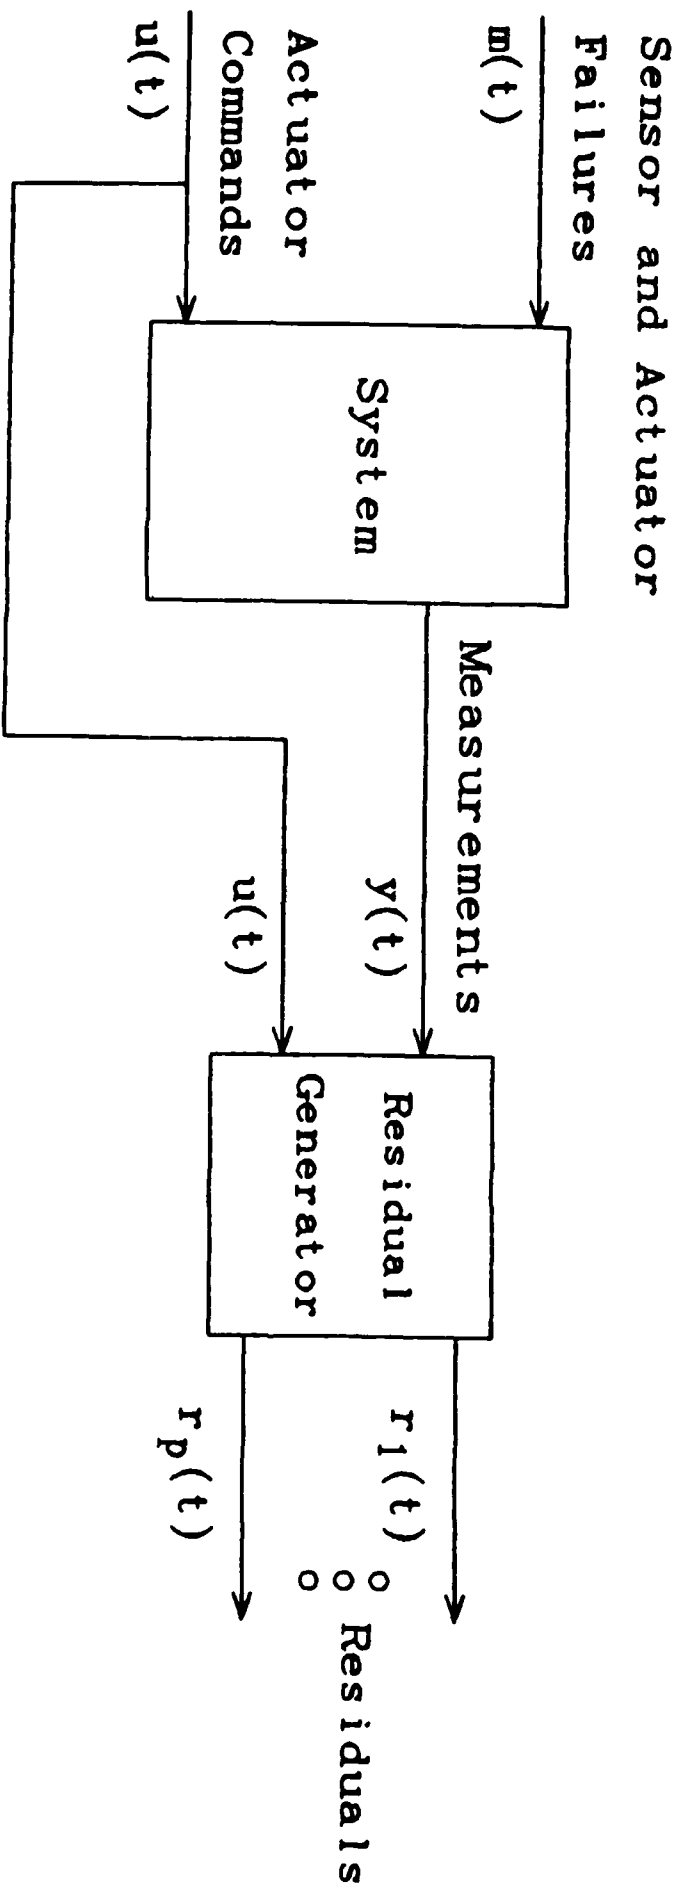 Sensor and Actuator
Failures
m(t)
Actuator
Commands
u(t)
System
Measurements
y(t)
u(t)
Residual
Generator
r1(t)
rp(t)
Residuals